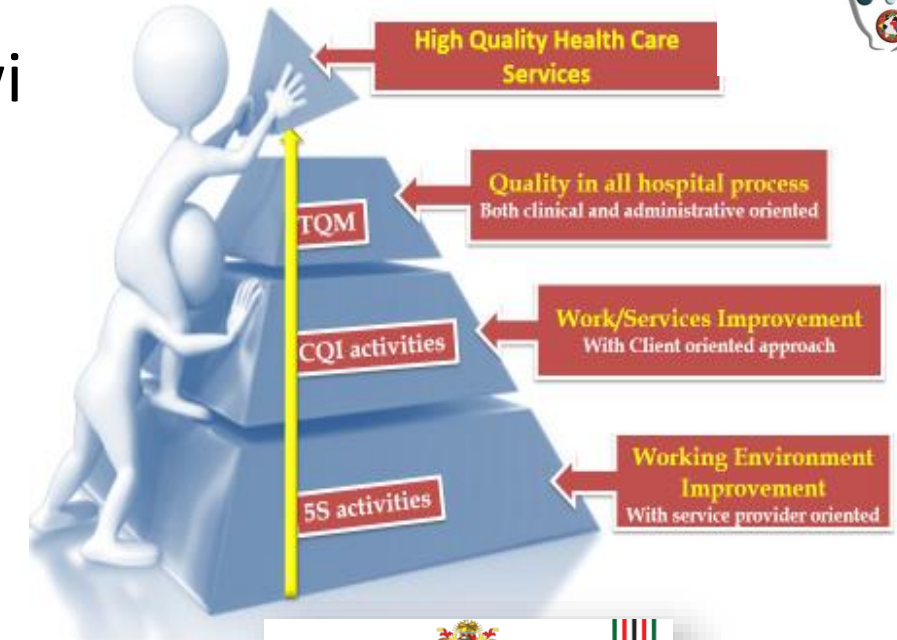 vi
High Quality Health Care
Services
Quality in all hospital process
Both clinical and administrative oriented
TQM
Work/Services Improvement
With Client oriented approach
CQI activities
Working Environment
Improvement
With service provider oriented
5S activities